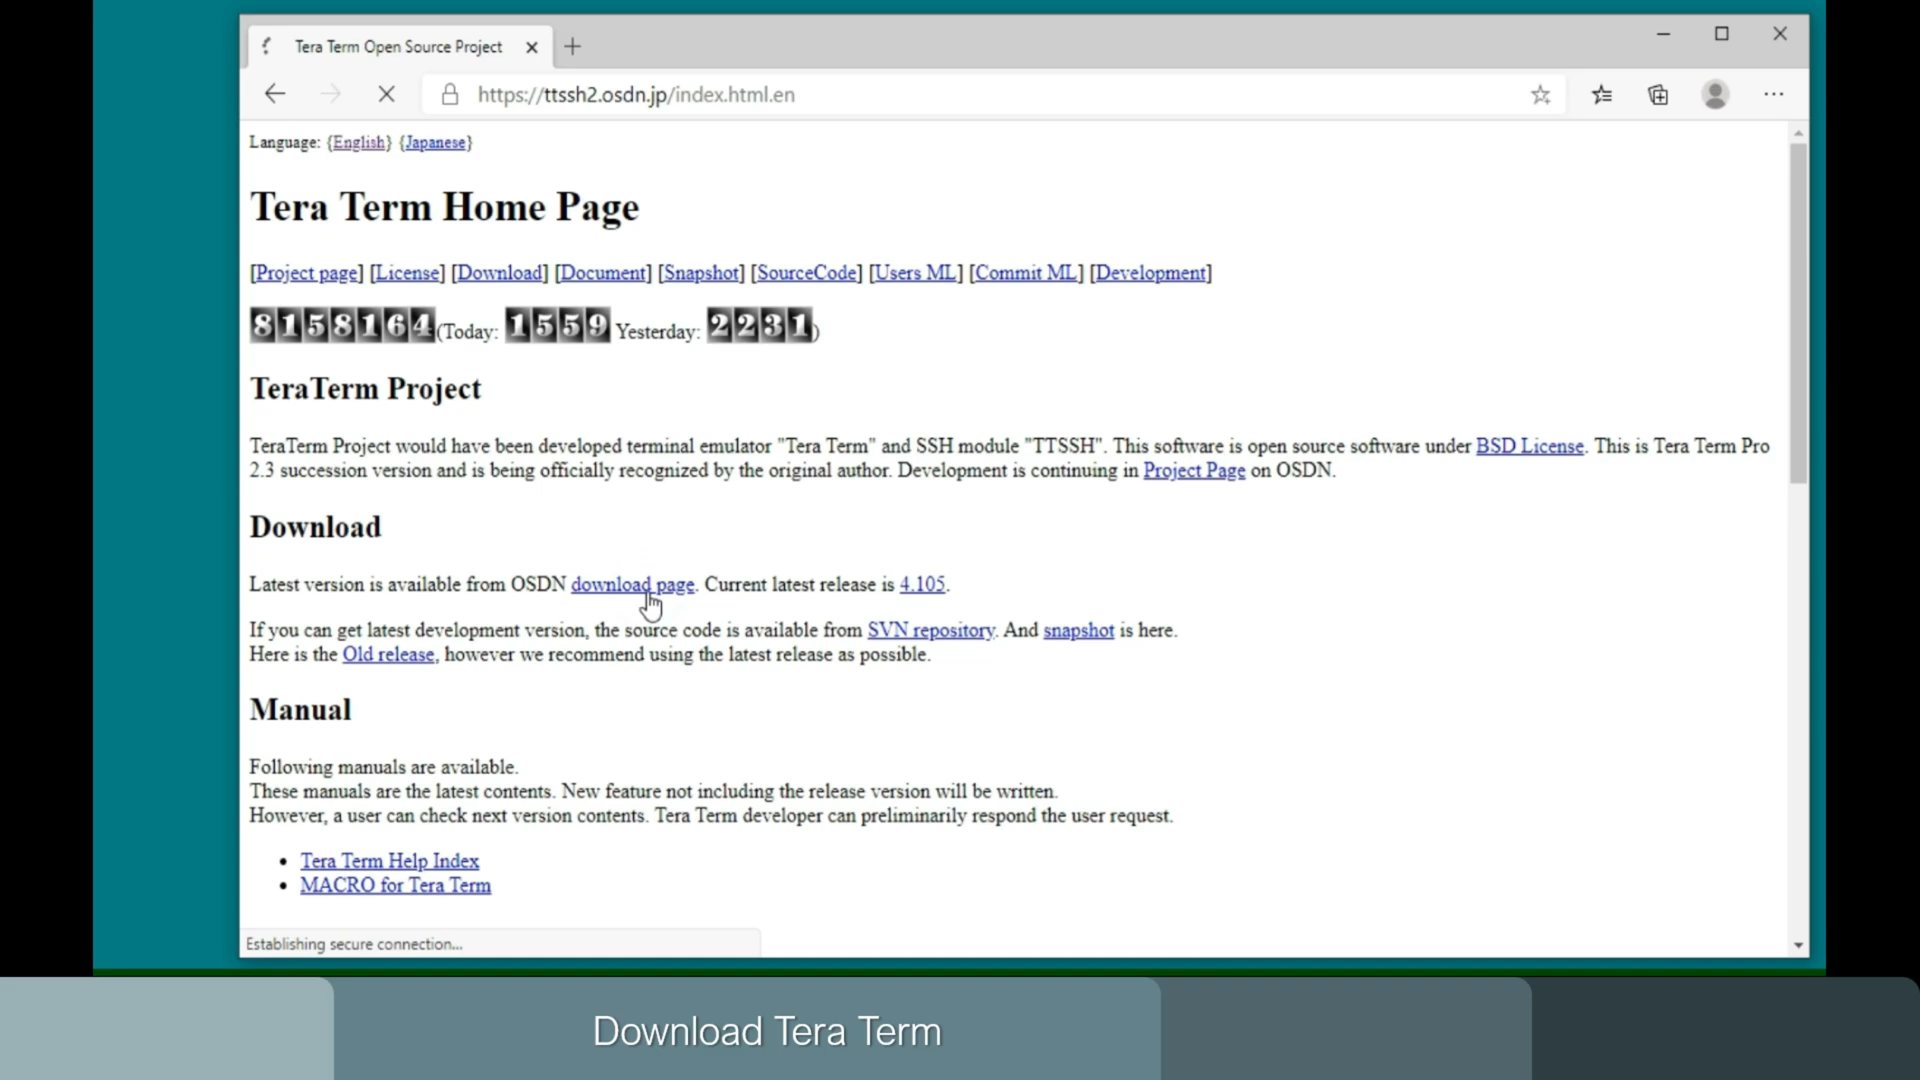 Tera Term Open Source Project
https://ttssh2.osdn.jp/index.html.en
Language: {English} {Japanese}
Tera Term Home Page
[Project page] [License] [Download] [Document] [Snapshot] [SourceCode] [Users ML] [Commit ML] [Development]
8158164(Today: 1559 Yesterday: 2231)
TeraTerm Project
TeraTerm Project would have been developed terminal emulator "Tera Term" and SSH module "TTSSH". This software is open source software under BSD License. This is Tera Term Pro
2.3 succession version and is being officially recognized by the original author. Development is continuing in Project Page on OSDN.
Download
Latest version is available from OSDN download page. Current latest release is 4.105.
If you can get latest development version, the source code is available from SVN repository. And snapshot is here.
Here is the Old release, however we recommend using the latest release as possible.
Manual
Following manuals are available.
These manuals are the latest contents. New feature not including the release version will be written.
However, a user can check next version contents. Tera Term developer can preliminarily respond the user request.
• Tera Term Help Index
• MACRO for Tera Term
Establishing secure connection...
Download Tera Term